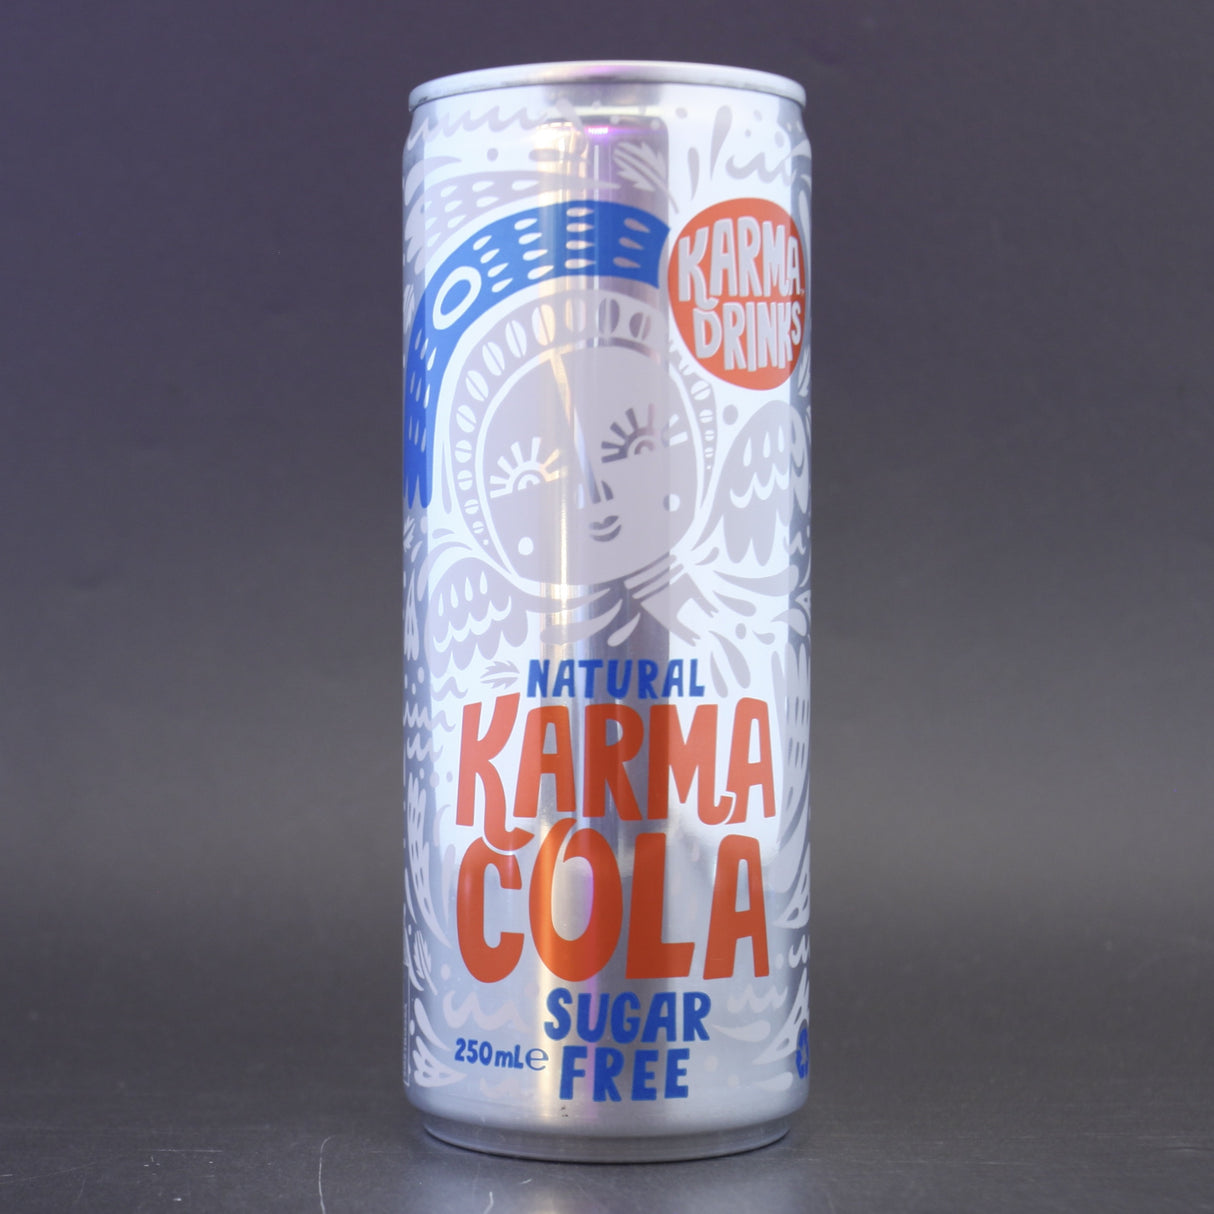 KARMA
DRINKS
NATURAL
KARMA
COLA
SUGAR
FREE
250mL℮